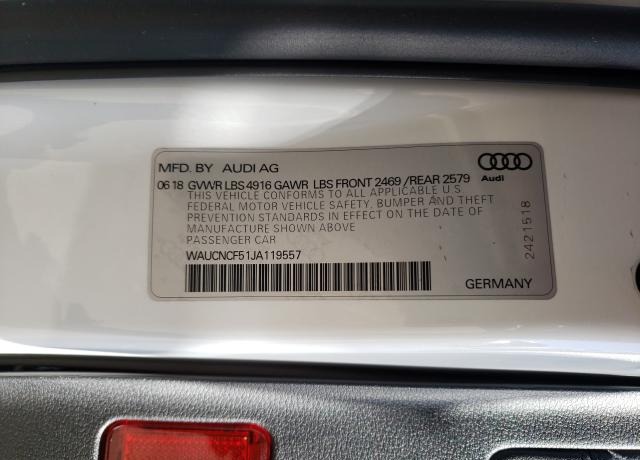 MFD. BY AUDI AG
06 18 GVWR LBS 4916 GAWR LBS FRONT 2469 /REAR 2579
THIS VEHICLE CONFORMS TO ALL APPLICABLE U.S.
FEDERAL MOTOR VEHICLE SAFETY, BUMPER AND THEFT
PREVENTION STANDARDS IN EFFECT ON THE DATE OF
MANUFACTURE SHOWN ABOVE
PASSENGER CAR
WAUCNCF51JA119557
GERMANY
Audi
2421518